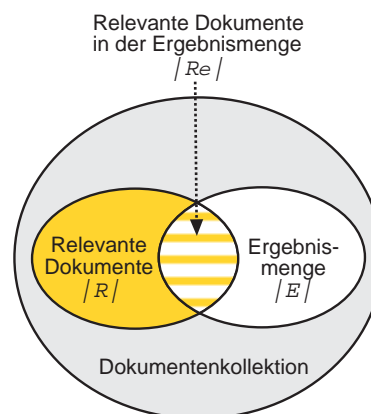 Relevante Dokumente
in der Ergebnismenge
|Re|
Relevante
Dokumente
|R|
Ergebnis-
menge
|E|
Dokumentenkollektion